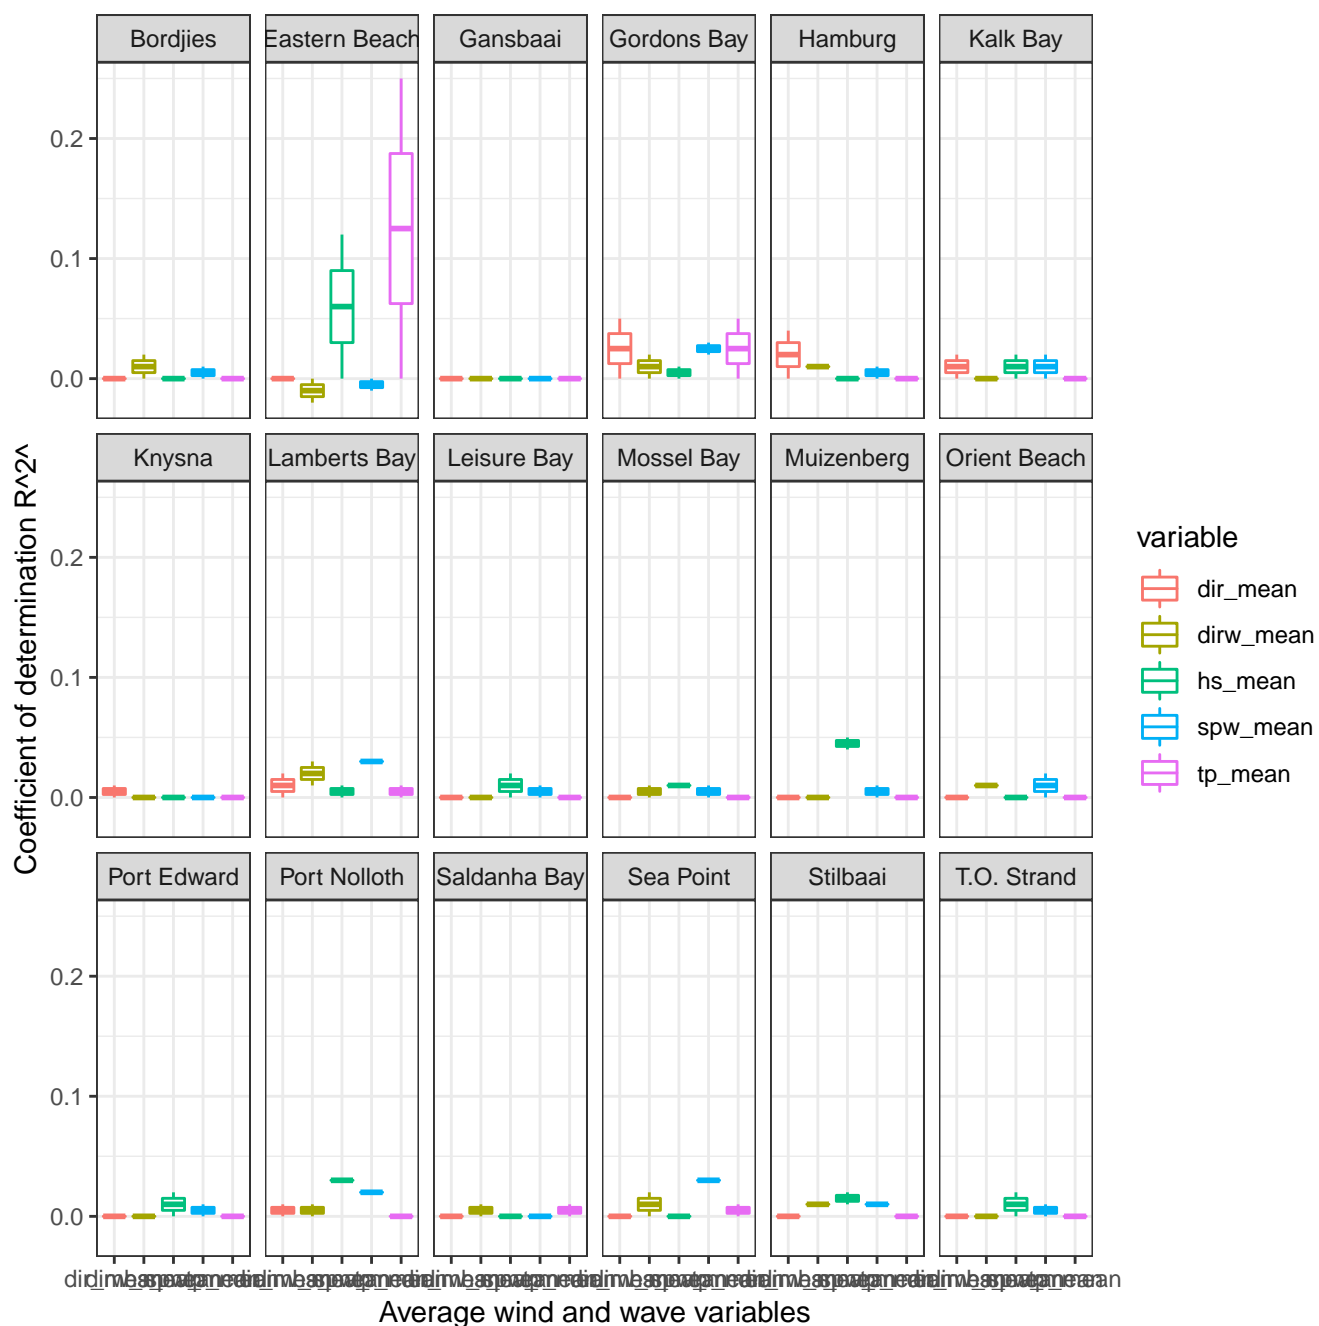 Bordjies Eastern Beach Gansbaai Gordons Bay Hamburg Kalk Bay
0.2
0.1
0.0
Knysna Lamberts Bay Leisure Bay Mossel Bay Muizenberg Orient Beach
0.2
0.1
0.0
Port Edward Port Nolloth Saldanha Bay Sea Point Stilbaai T.O. Strand
0.2
0.1
0.0
Coefficient of determination R^2^
Average wind and wave variables
variable
dir_mean
dirw_mean
hs_mean
spw_mean
tp_mean